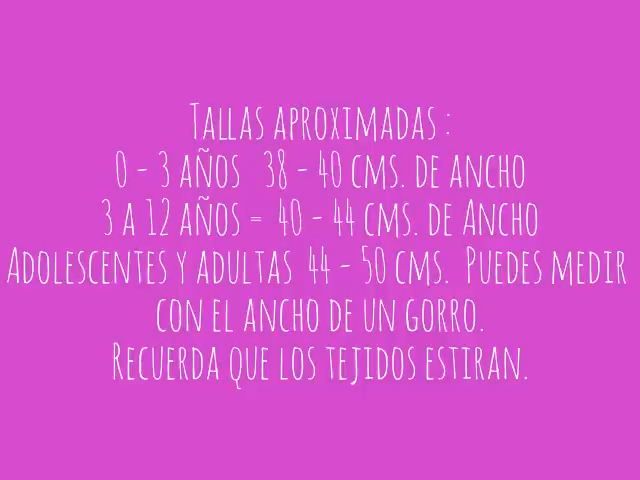 Tallas aproximadas :
0 - 3 años 38 - 40 cms. de ancho
3 a 12 años = 40 - 44 cms. de Ancho
Adolescentes y adultas 44 - 50 cms. Puedes medir
con el ancho de un gorro.
Recuerda que los tejidos estiran.